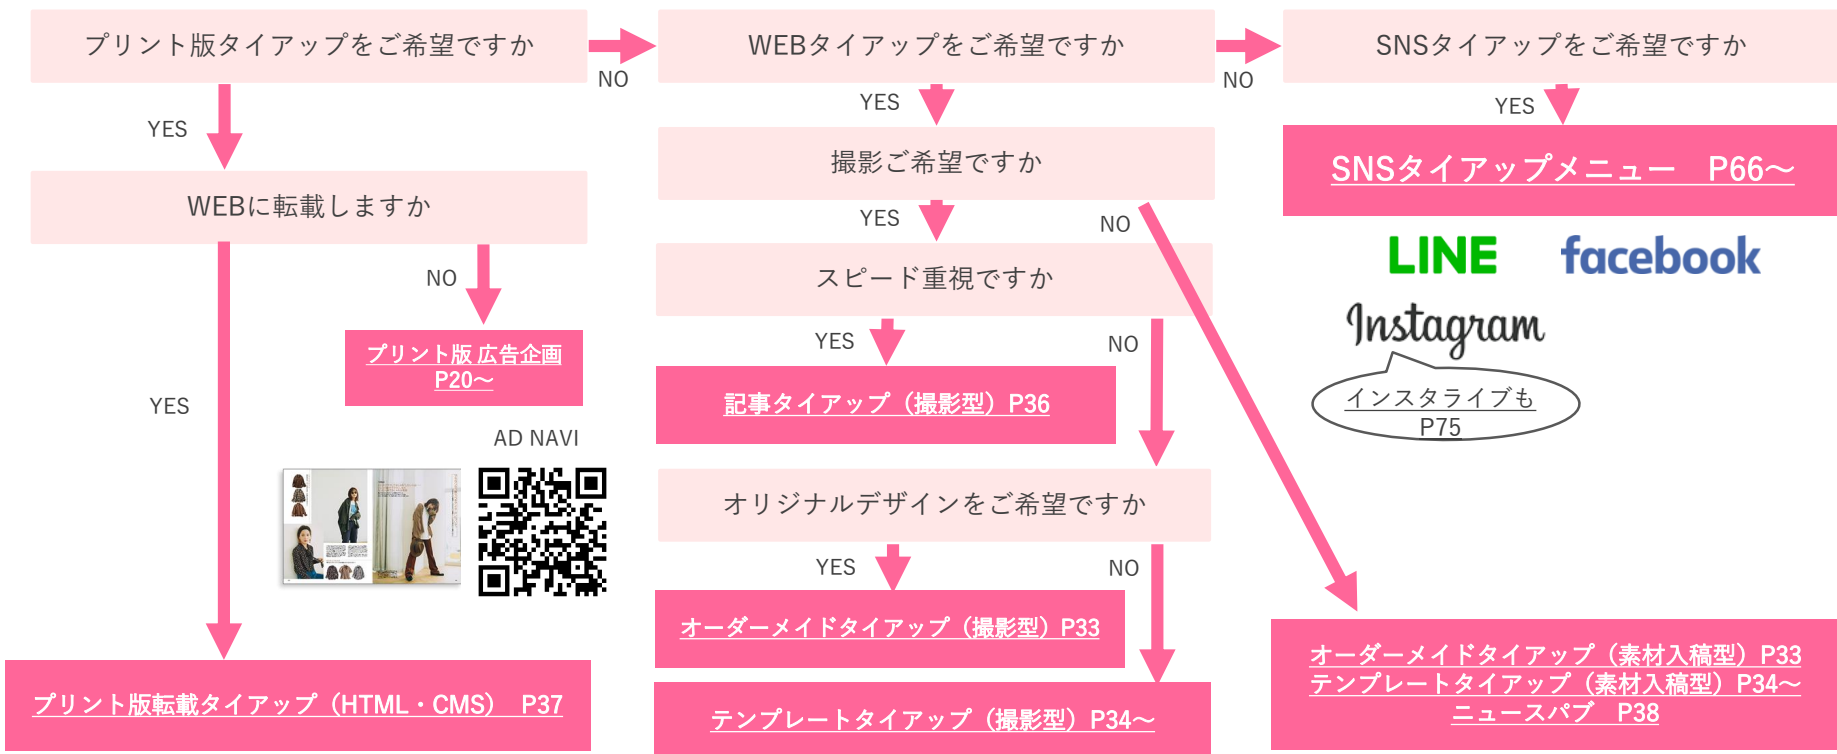 プリント版タイアップをご希望ですか
NO
WEBタイアップをご希望ですか
NO
SNSタイアップをご希望ですか
YES
WEBに転載しますか
NO
プリント版 広告企画
P20～
YES
AD NAVI
プリント版転載タイアップ（HTML・CMS） P37
YES
撮影ご希望ですか
YES
NO
スピード重視ですか
YES
NO
記事タイアップ（撮影型）P36
オリジナルデザインをご希望ですか
YES
NO
オーダーメイドタイアップ（撮影型）P33
テンプレートタイアップ（撮影型）P34～
YES
SNSタイアップメニュー P66～
LINE
facebook
Instagram
インスタライブも
P75
オーダーメイドタイアップ（素材入稿型）P33
テンプレートタイアップ（素材入稿型）P34～
ニュースパブ P38